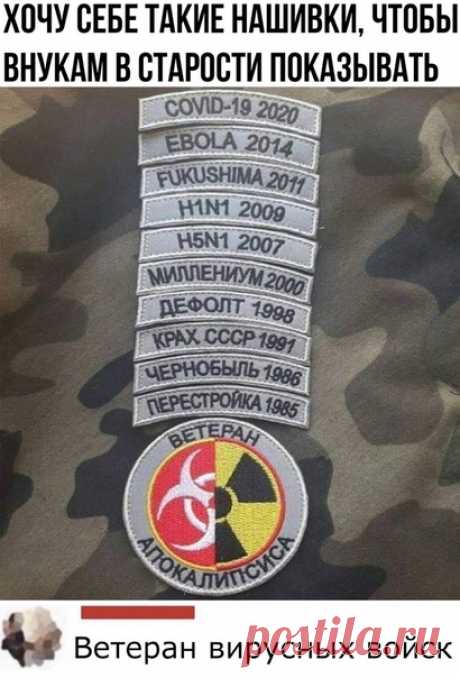 ХОЧУ СЕБЕ ТАКИЕ НАШИВКИ, ЧТОБЫ
ВНУКАМ В СТАРОСТИ ПОКАЗЫВАТЬ
COVID-19 2020
EBOLA 2014
FUKUSHIMA 2011
H1N1 2009
H5N1 2007
МИЛЛЕНИУМ 2000
ДЕФОЛТ 1998
КРАХ СССР 1991
ЧЕРНОБЫЛЬ 1986
ПЕРЕСТРОЙКА 1985
ВЕТЕРАН
АПОКАЛИПСИСА
Ветеран вирусных войск
postila.ru